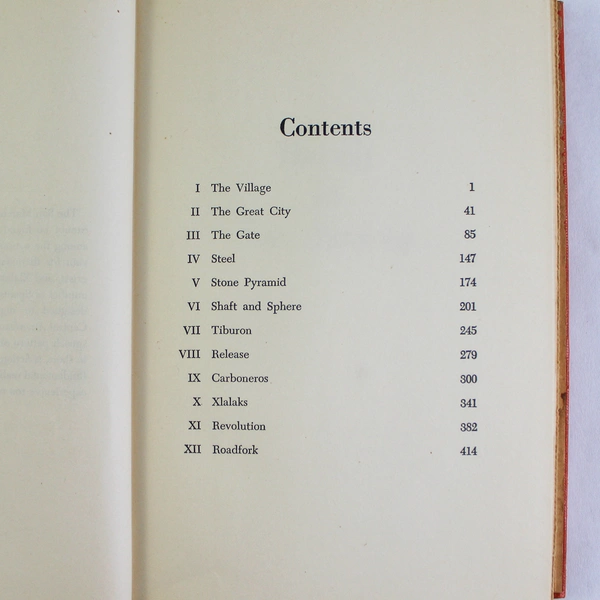 Contents
I The Village 1
II The Great City 41
III The Gate 85
IV Steel 147
V Stone Pyramid 174
VI Shaft and Sphere 201
VII Tiburon 245
VIII Release 279
IX Carboneros 300
X Xlalaks 341
XI Revolution 382
XII Roadfork 414